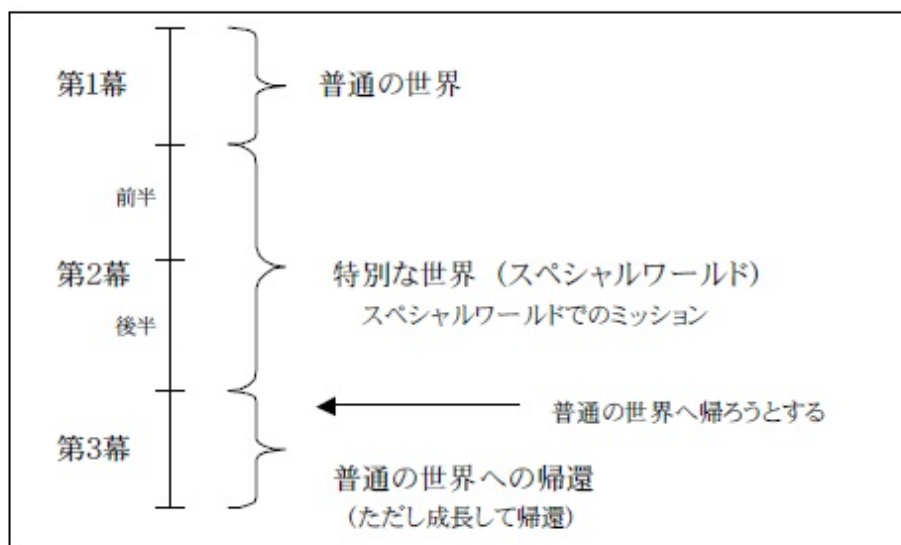 第1幕
普通の世界
前半
第2幕
特別な世界 (スペシャルワールド)
スペシャルワールドでのミッション
後半
普通の世界へ帰ろうとする
第3幕
普通の世界への帰還
(ただし成長して帰還)